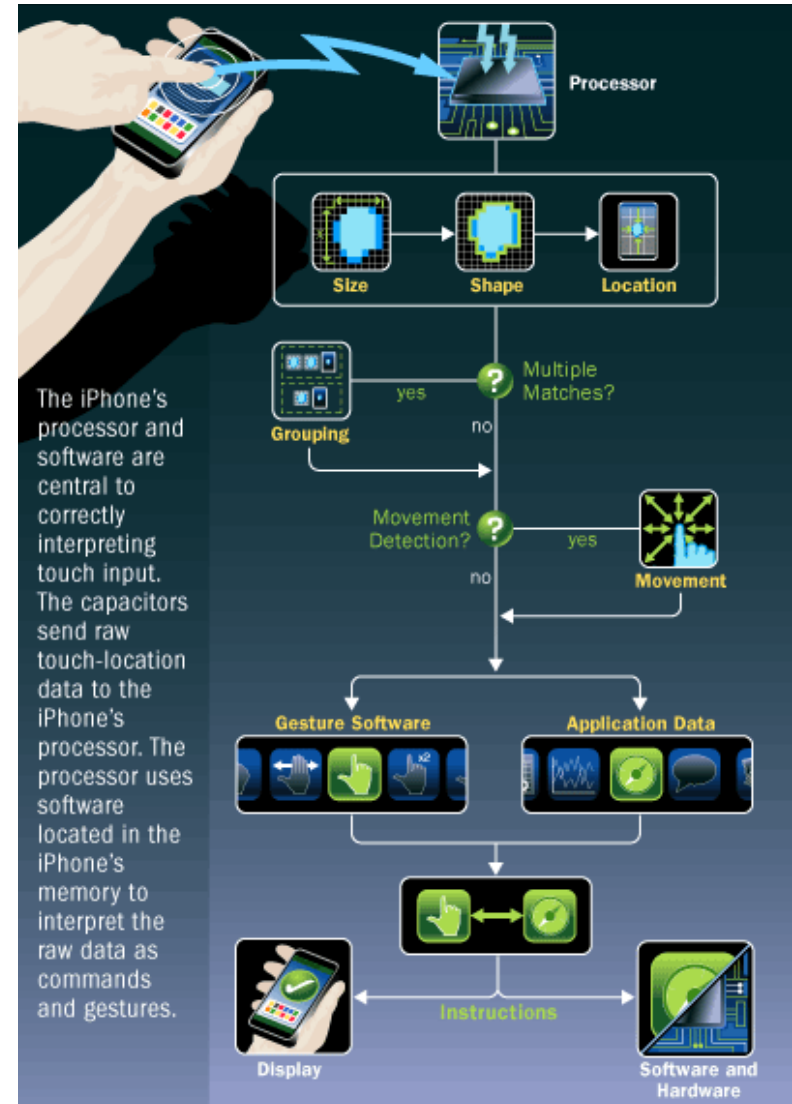 Processor
Size
Shape
Location
Multiple
Matches?
yes
no
Grouping
Movement
Detection?
yes
no
Movement
The iPhone's
processor and
software are
central to
correctly
interpreting
touch input.
The capacitors
send raw
touch-location
data to the
iPhone's
processor. The
processor uses
software
located in the
iPhone's
memory to
interpret the
raw data as
commands
and gestures.
Gesture Software
Application Data
x2
Instructions
Display
Software and
Hardware